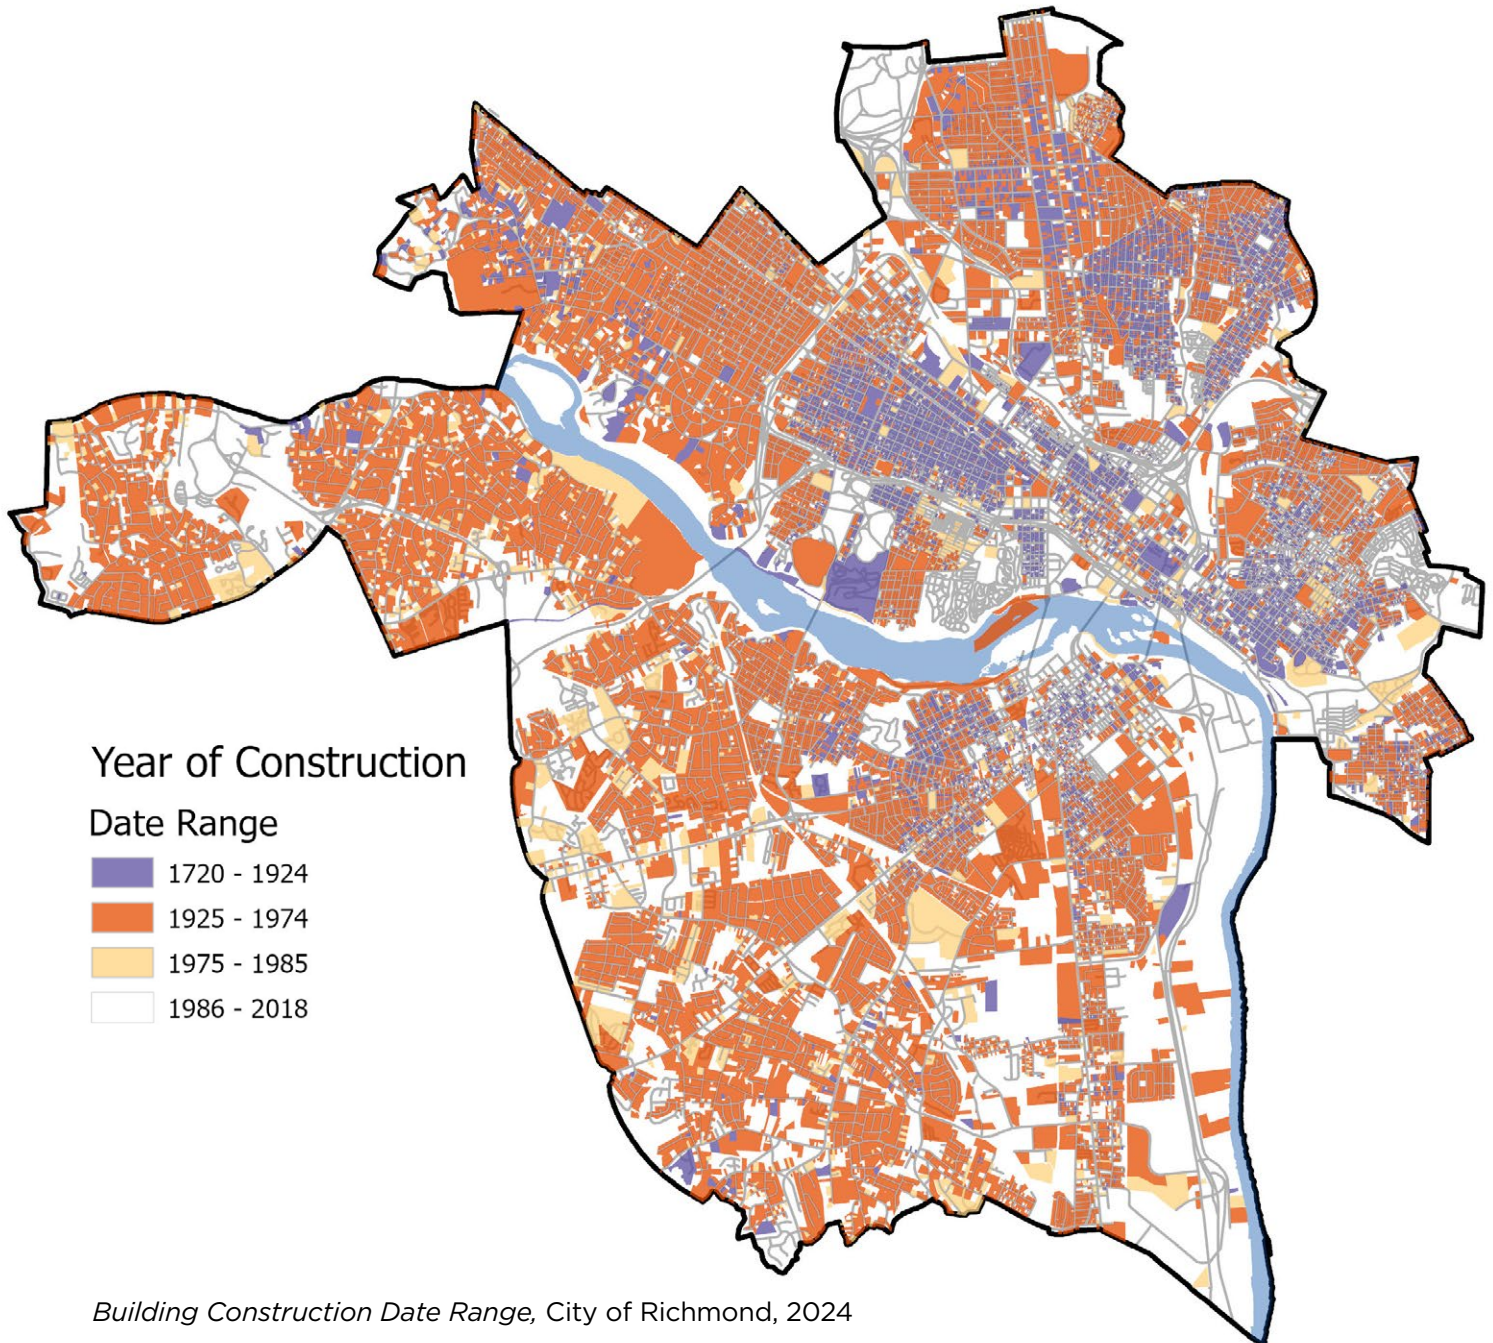 Year of Construction
Date Range
1720 - 1924
1925 - 1974
1975 - 1985
1986 - 2018
Building Construction Date Range, City of Richmond, 2024